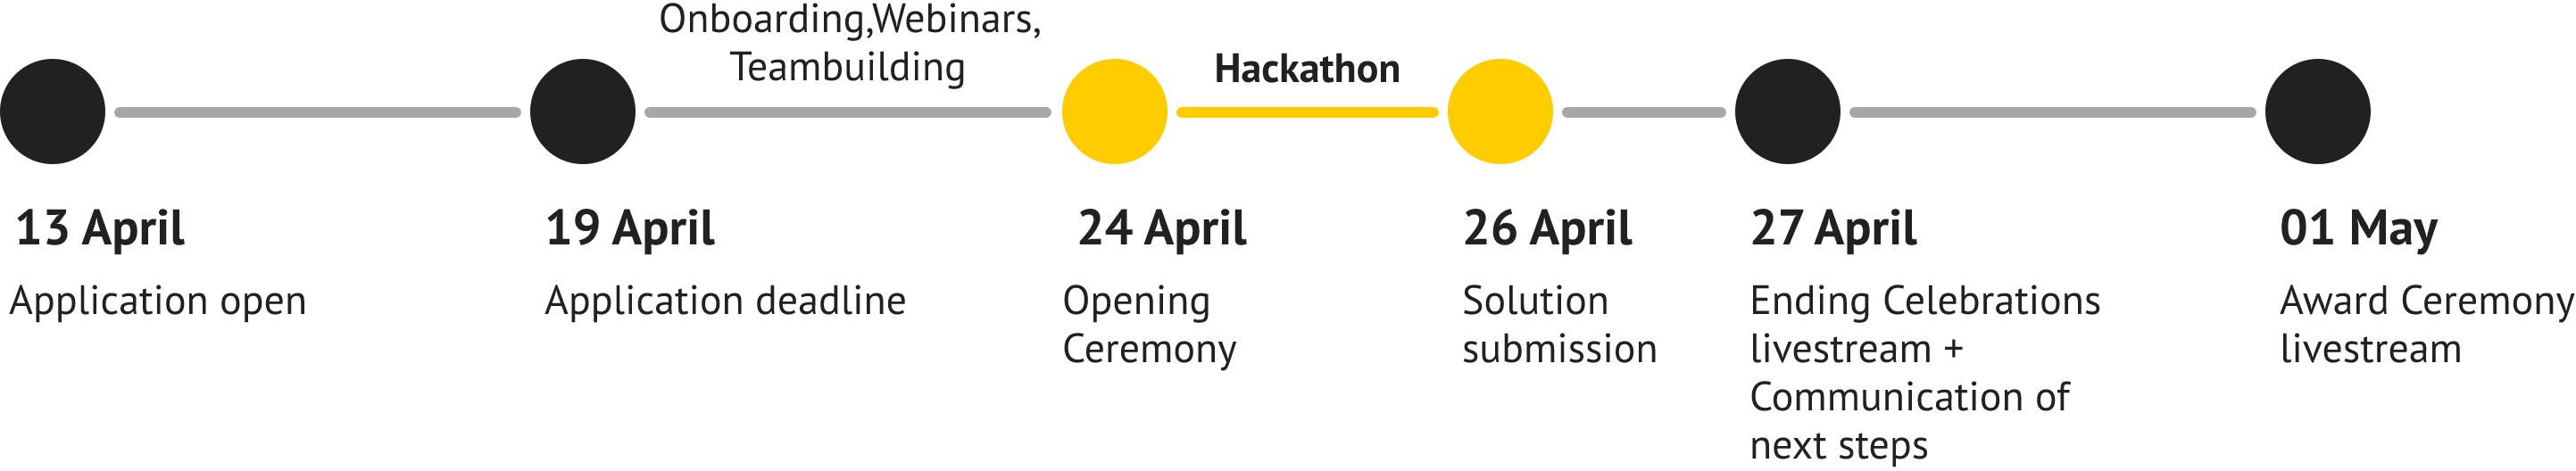 Onboarding,Webinars,
Teambuilding
Hackathon
13 April
Application open
19 April
Application deadline
24 April
Opening
Ceremony
26 April
Solution
submission
27 April
Ending Celebrations
livestream +
Communication of
next steps
01 May
Award Ceremony
livestream